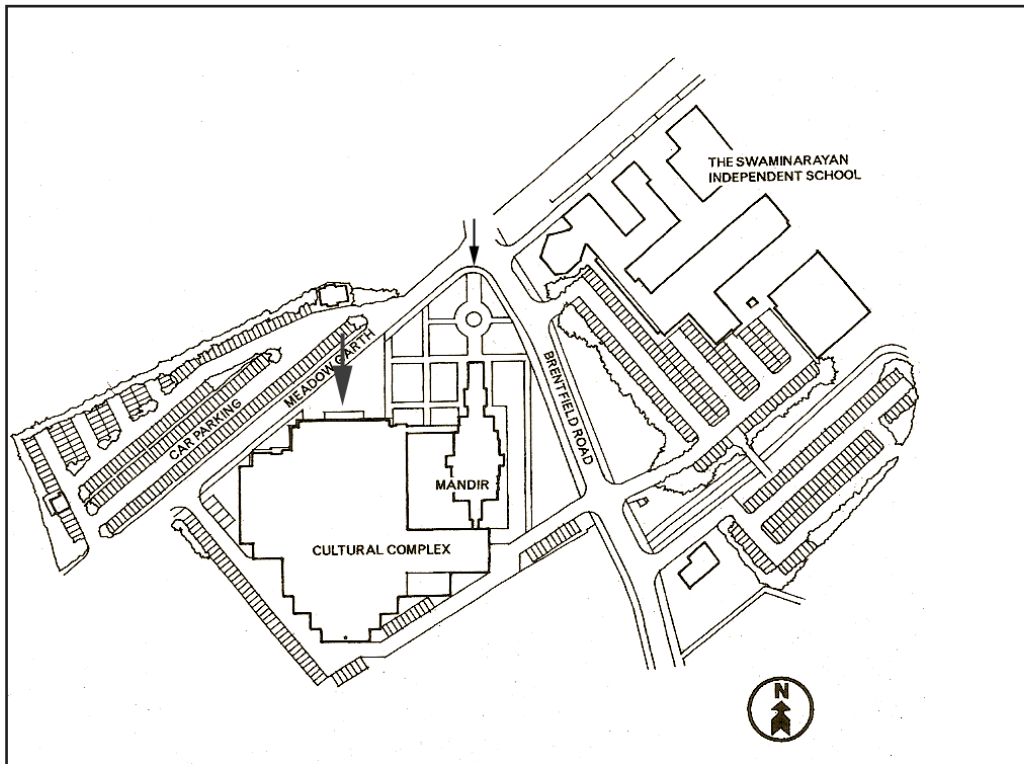 THE SWAMINARAYAN
INDEPENDENT SCHOOL
MEADOW GARTH
BRENTFIELD ROAD
CAR PARKING
MANDIR
CULTURAL COMPLEX
N